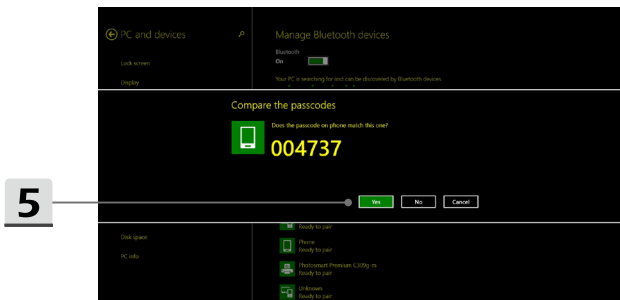 PC and devices
Manage Bluetooth devices
Bluetooth
On
Lock screen
Your PC is searching for and can be discovered by Bluetooth devices.
Display
Compare the passcodes
Does the passcode on phone match this one?
004737
5
Yes
No
Cancel
Ready to pair
Disk space
Phone
Ready to pair
PC info
Photosmart Premium C309g-m
Ready to pair
Unknown
Ready to pair